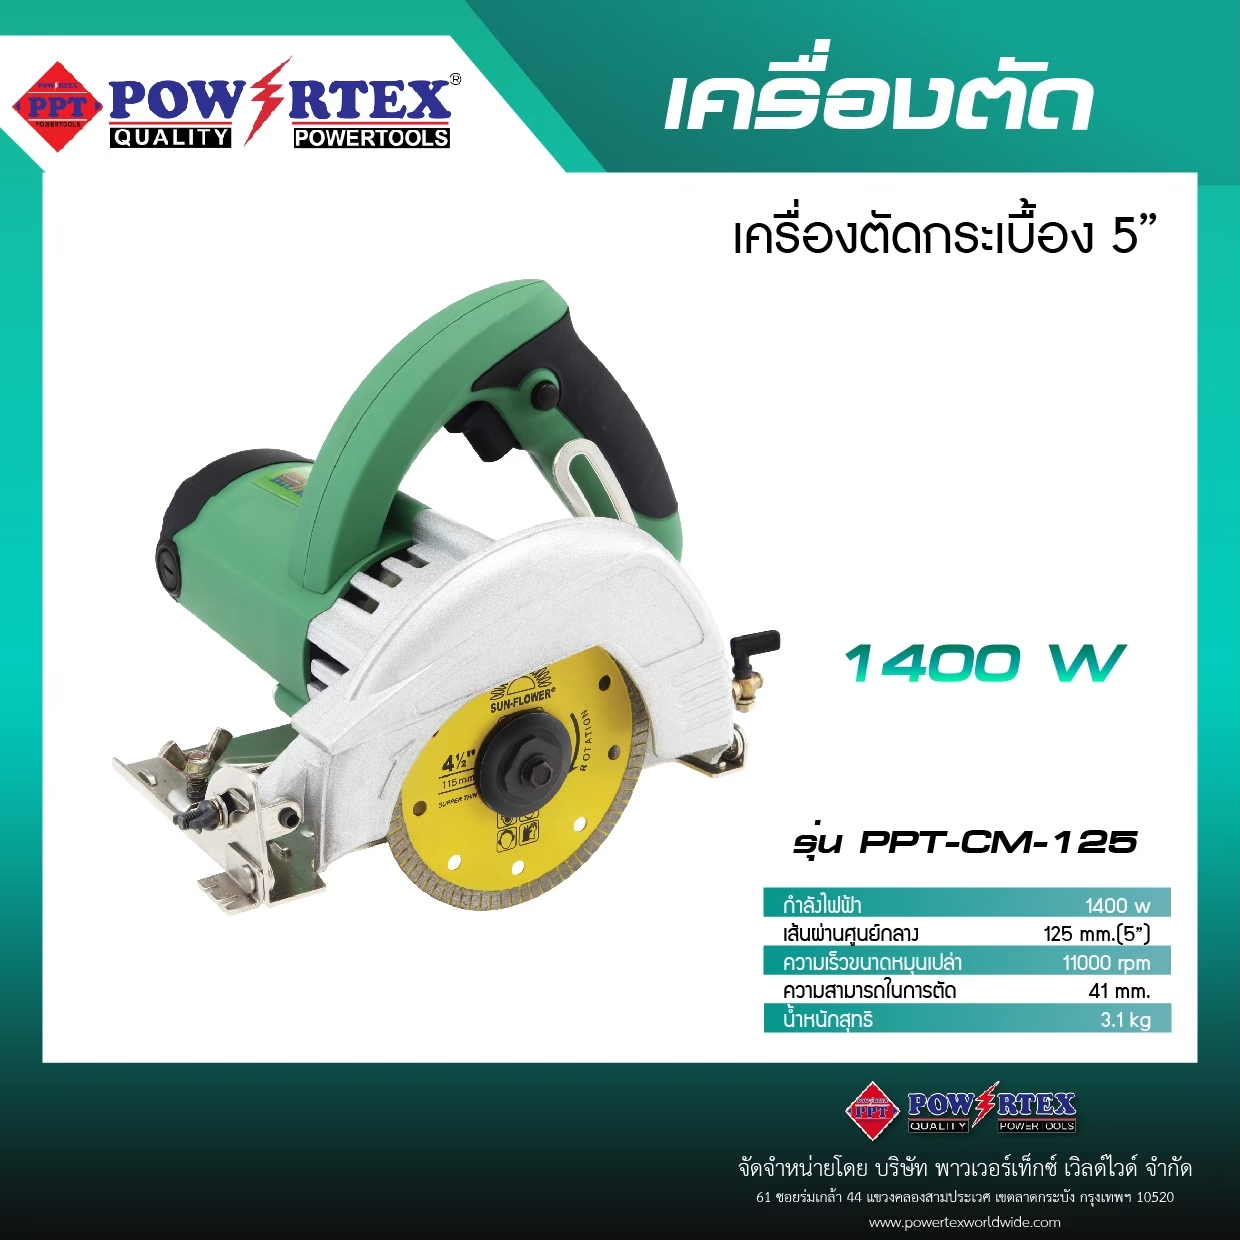 POWERTEX®
PPT
POWERTEX
POWERTOOLS
QUALITY POWERTOOLS
เครื่องตัด
เครื่องตัดกระเบื้อง 5”
SUN-FLOWER®
ROTATION
4½"
115mm
SUPPER THIN
1400 W
รุ่น PPT-CM-125
กำลังไฟฟ้า 1400 w
เส้นผ่านศูนย์กลาง 125 mm.(5”)
ความเร็วขนาดหมุนเปล่า 11000 rpm
ความสามารถในการตัด 41 mm.
น้ำหนักสุทธิ 3.1 kg
PPT POWERTEX
QUALITY POWERTOOLS
จัดจำหน่ายโดย บริษัท พาวเวอร์เท็กซ์ เวิลด์ไวด์ จำกัด
61 ซอยร่มเกล้า 44 แขวงคลองสามประเวศ เขตลาดกระบัง กรุงเทพฯ 10520
www.powertexworldwide.com